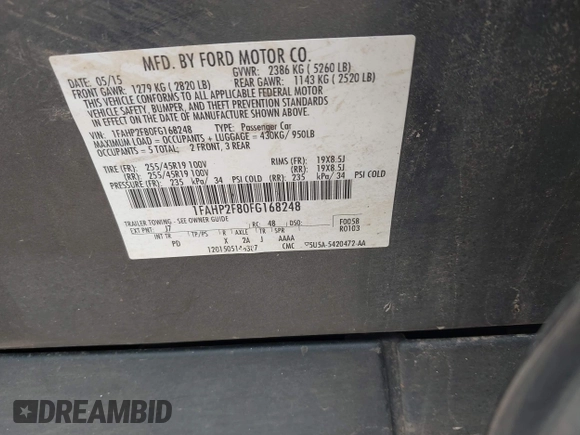 MFD. BY FORD MOTOR CO.
DATE: 05/15 GVWR: 2386 KG ( 5260 LB)
FRONT GAWR: 1279 KG ( 2820 LB) REAR GAWR: 1143 KG ( 2520 LB)
THIS VEHICLE CONFORMS TO ALL APPLICABLE FEDERAL MOTOR
VEHICLE SAFETY, BUMPER, AND THEFT PREVENTION STANDARDS
IN EFFECT ON THE DATE OF MANUFACTURE SHOWN ABOVE.
VIN: 1FAHP2F80FG168248 TYPE: Passenger Car
MAXIMUM LOAD = OCCUPANTS + LUGGAGE = 430KG/ 950LB
OCCUPANTS = 5 TOTAL: 2 FRONT, 3 REAR
TIRE (FR): 255/45R19 100V RIMS (FR): 19X8.5J
(RR): 255/45R19 100V (RR): 19X8.5J
PRESSURE (FR): 235 kPa/ 34 PSI COLD (RR): 235 kPa/ 34 PSI COLD
1FAHP2F80FG168248
TRAILER TOWING - SEE OWNER GUIDE F0058
EXT PNT: J7 RC: 48 DSO: R0103
INT TR TP/PS R AXLE TR SPR
PD X 2A J AAAA
CMC
DREAMBID